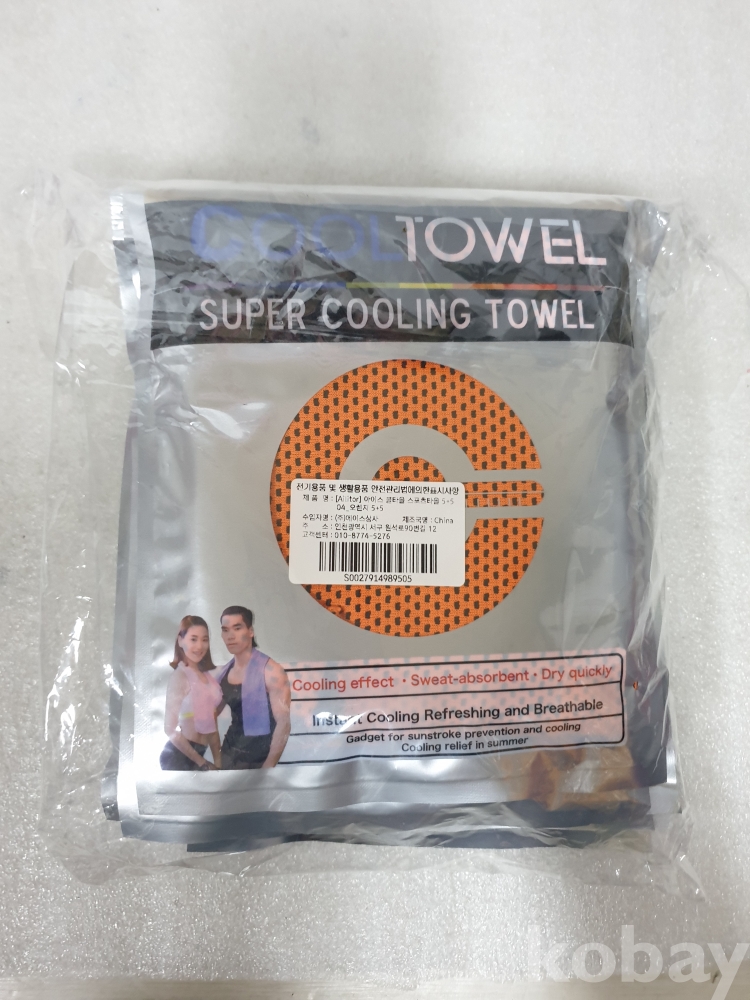 COOLTOWEL
SUPER COOLING TOWEL
전기용품 및 생활용품 안전관리법에의한표시사항
제 품 명 : [Alltor] 아이스 쿨타올 스포츠타올 5+5
04_오렌지 5+5
수입자명 : (주)에이스상사 제조국명 : China
주 소 : 인천광역시 서구 원석로90번길 12
고객센터 : 010-8774-5276
S0027914989505
Cooling effect · Sweat-absorbent · Dry quickly
Instant Cooling Refreshing and Breathable
Gadget for sunstroke prevention and cooling
Cooling relief in summer
kobay